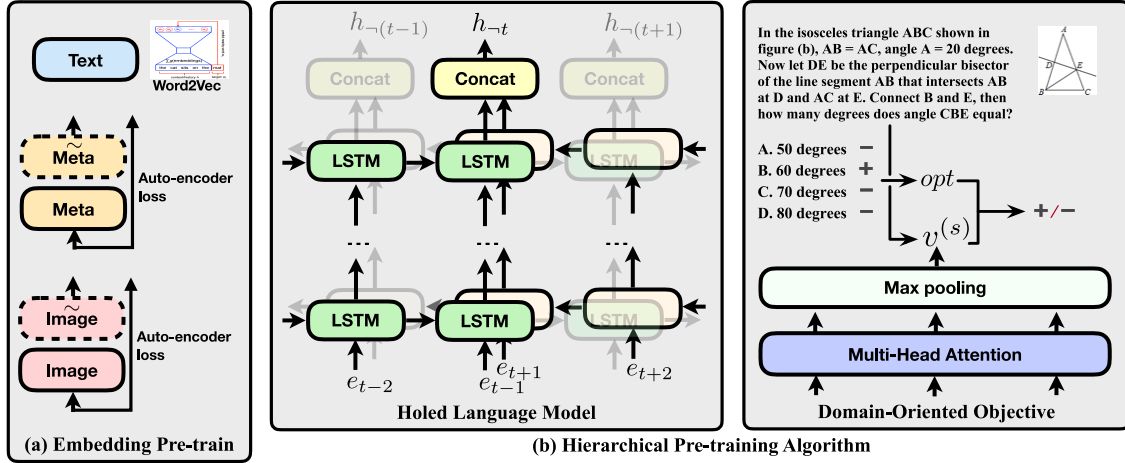 Text
Word2Vec
~
Meta
Meta
Auto-encoder
loss
~
Image
Image
Auto-encoder
loss
(a) Embedding Pre-train
h¬(t−1)
h¬t
h¬(t+1)
Concat
Concat
Concat
LSTM
LSTM
....
....
....
LSTM
LSTM
et−2
et−1
et+1
et+2
Holed Language Model
In the isosceles triangle ABC shown in
figure (b), AB = AC, angle A = 20 degrees.
Now let DE be the perpendicular bisector
of the line segment AB that intersects AB
at D and AC at E. Connect B and E, then
how many degrees does angle CBE equal?
A
D
E
B
C
A. 50 degrees −
B. 60 degrees +
C. 70 degrees −
D. 80 degrees −
opt
v(s)
+/−
Max pooling
Multi-Head Attention
Domain-Oriented Objective
(b) Hierarchical Pre-training Algorithm